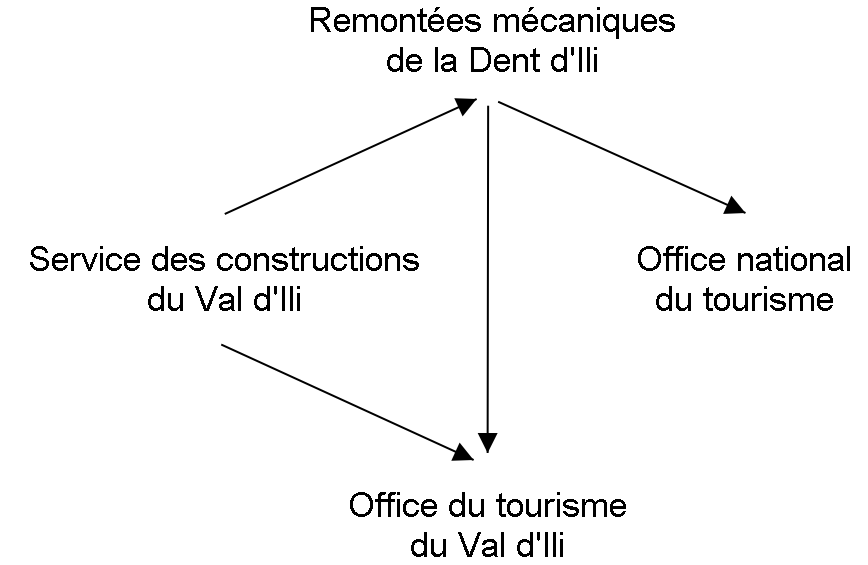 Remontées mécaniques
de la Dent d'Ili
Service des constructions
du Val d'Ili
Office national
du tourisme
Office du tourisme
du Val d'Ili